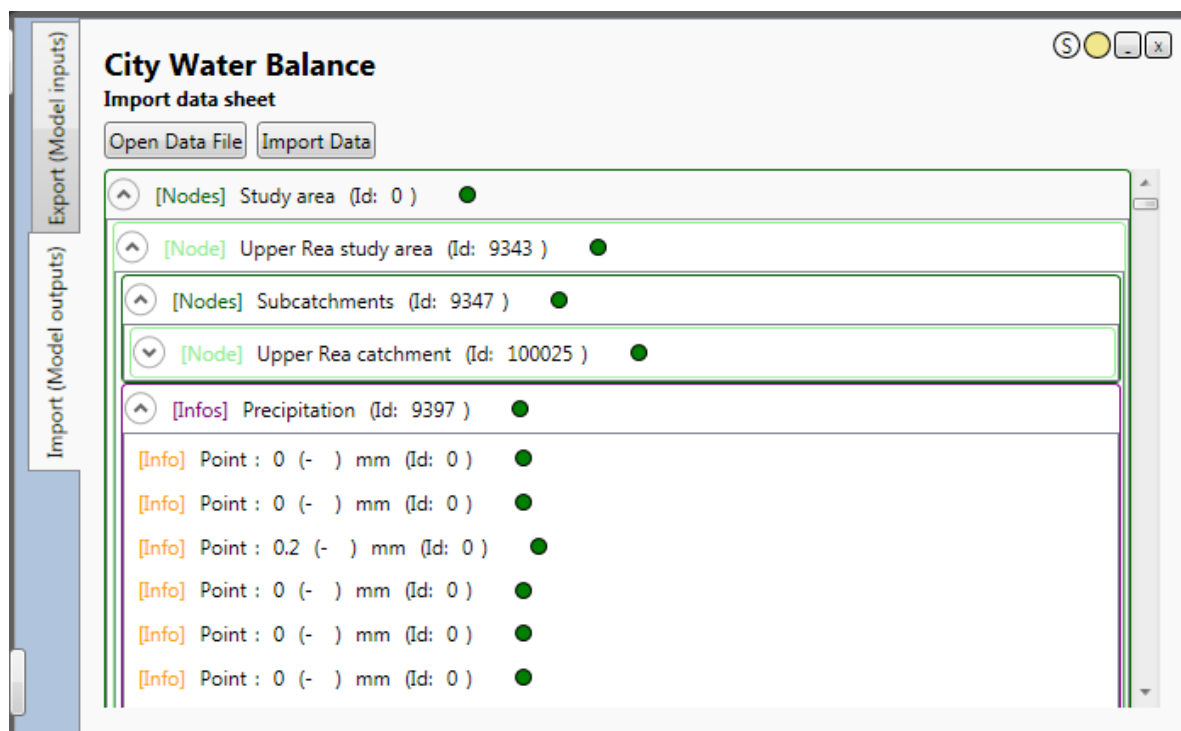 Export (Model inputs)
Import (Model outputs)
S
- x
City Water Balance
Import data sheet
Open Data File Import Data
[Nodes] Study area (Id: 0 )
[Node] Upper Rea study area (Id: 9343 )
[Nodes] Subcatchments (Id: 9347 )
[Node] Upper Rea catchment (Id: 100025 )
[Infos] Precipitation (Id: 9397 )
[Info] Point : 0 (- ) mm (Id: 0 )
[Info] Point : 0 (- ) mm (Id: 0 )
[Info] Point : 0.2 (- ) mm (Id: 0 )
[Info] Point : 0 (- ) mm (Id: 0 )
[Info] Point : 0 (- ) mm (Id: 0 )
[Info] Point : 0 (- ) mm (Id: 0 )